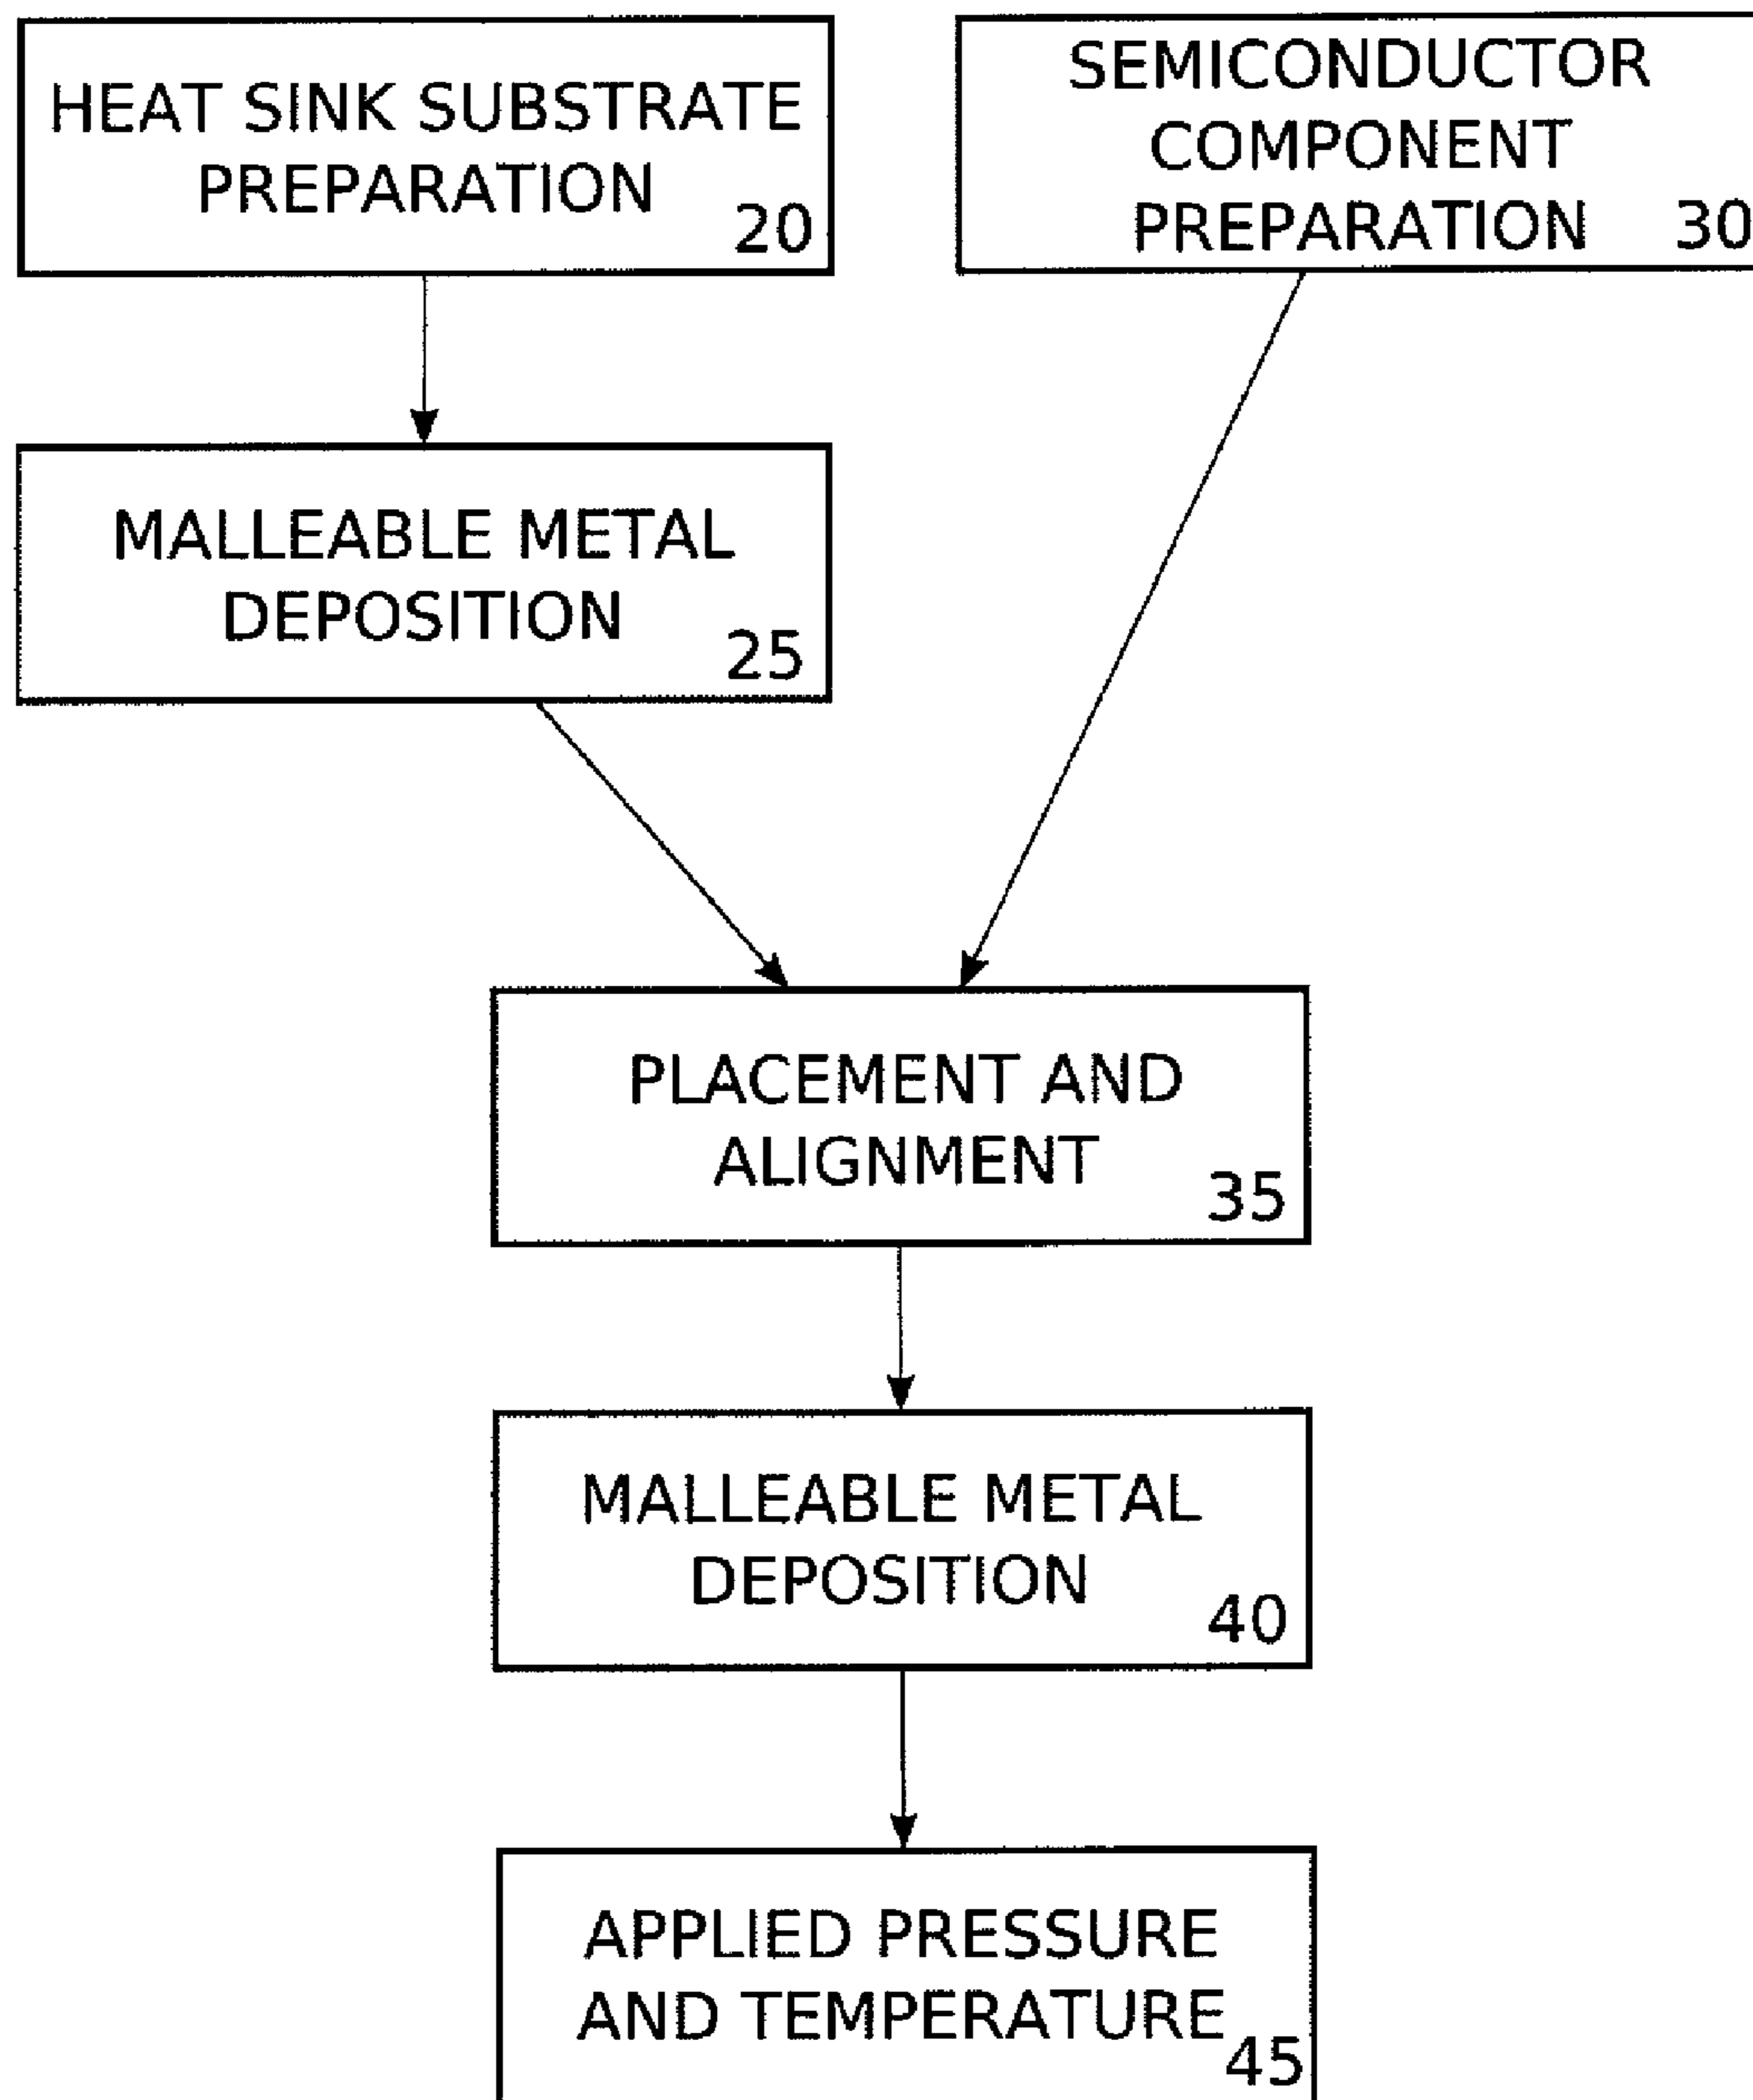 HEAT SINK SUBSTRATE
PREPARATION
20
SEMICONDUCTOR
COMPONENT
PREPARATION 30
MALLEABLE METAL
DEPOSITION
25
PLACEMENT AND
ALIGNMENT
35
MALLEABLE METAL
DEPOSITION
40
APPLIED PRESSURE
AND TEMPERATURE
45